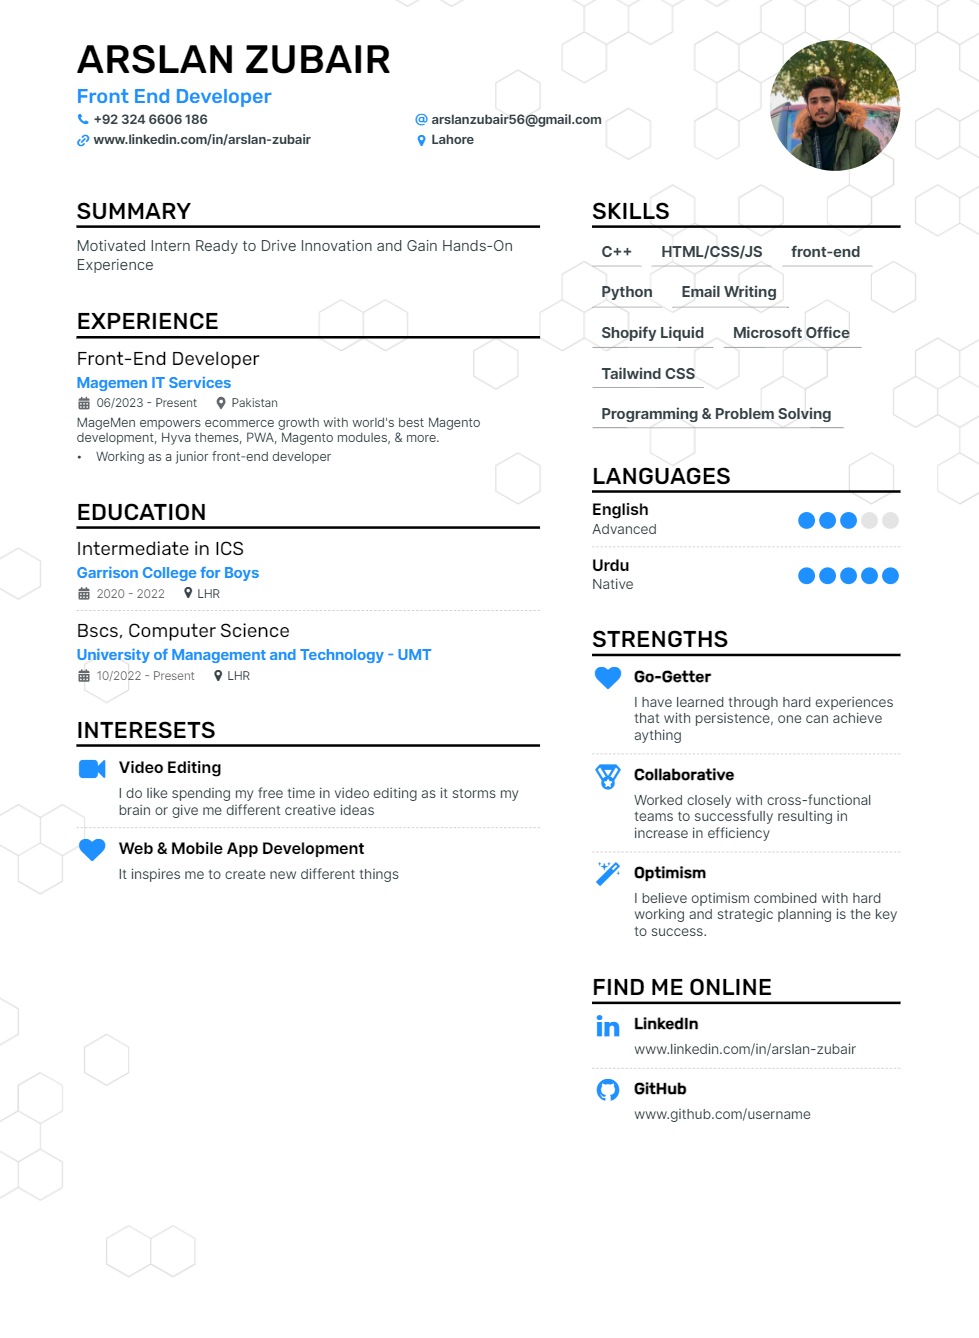 ARSLAN ZUBAIR
Front End Developer
+92 324 6606 186
arslanzubair56@gmail.com
www.linkedin.com/in/arslan-zubair
Lahore
SUMMARY
Motivated Intern Ready to Drive Innovation and Gain Hands-On
Experience
EXPERIENCE
Front-End Developer
Magemen IT Services
06/2023 - Present
Pakistan
MageMen empowers ecommerce growth with world's best Magento
development, Hyva themes, PWA, Magento modules, & more.
• Working as a junior front-end developer
EDUCATION
Intermediate in ICS
Garrison College for Boys
2020 - 2022
LHR
Bscs, Computer Science
University of Management and Technology - UMT
10/2022 - Present
LHR
INTERESETS
Video Editing
I do like spending my free time in video editing as it storms my
brain or give me different creative ideas
Web & Mobile App Development
It inspires me to create new different things
SKILLS
C++ HTML/CSS/JS front-end
Python Email Writing
Shopify Liquid Microsoft Office
Tailwind CSS
Programming & Problem Solving
LANGUAGES
English
Advanced
Urdu
Native
STRENGTHS
Go-Getter
I have learned through hard experiences
that with persistence, one can achieve
aything
Collaborative
Worked closely with cross-functional
teams to successfully resulting in
increase in efficiency
Optimism
I believe optimism combined with hard
working and strategic planning is the key
to success.
FIND ME ONLINE
LinkedIn
www.linkedin.com/in/arslan-zubair
GitHub
www.github.com/username